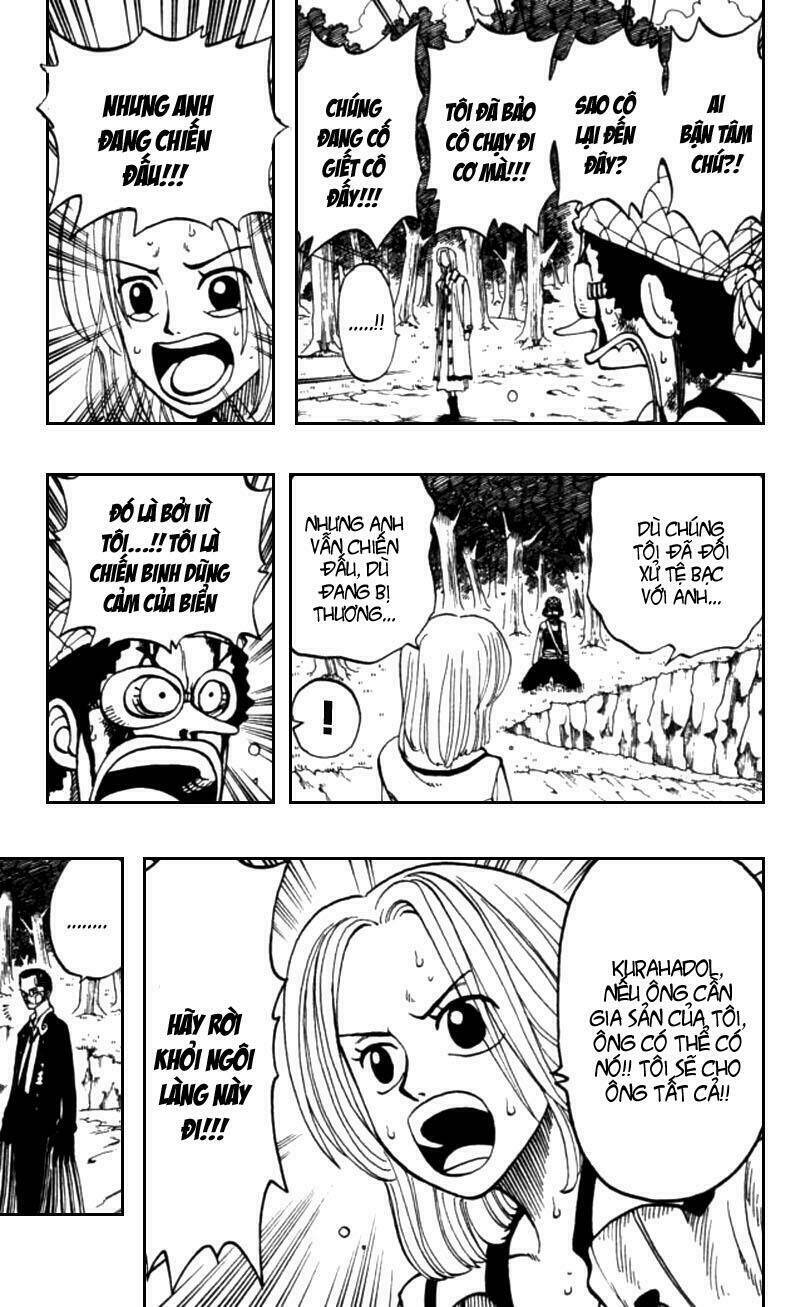 AI
BẬN TÂM
CHỨ?!
SAO CÔ
LẠI ĐẾN
ĐÂY?
TÔI ĐÃ BẢO
CÔ CHẠY ĐI
CƠ MÀ!!!
CHÚNG
ĐANG CỐ
GIẾT CÔ
ĐẤY!!!
.....!!
NHƯNG ANH
ĐANG CHIẾN
ĐẤU!!!
DÙ CHÚNG
TÔI ĐÃ ĐỐI
XỬ TỆ BẠC
VỚI ANH...
NHƯNG ANH
VẪN CHIẾN
ĐẤU, DÙ
ĐANG BỊ
THƯƠNG...
!
ĐÓ LÀ BỞI VÌ
TÔI...!! TÔI LÀ
CHIẾN BINH DŨNG
CẢM CỦA BIỂN
KURAHADOL,
NẾU ÔNG CẦN
GIA SẢN CỦA TÔI,
ÔNG CÓ THỂ CÓ
NÓ!! TÔI SẼ CHO
ÔNG TẤT CẢ!!
HÃY RỜI
KHỎI NGÔI
LÀNG NÀY
ĐI!!!
.........